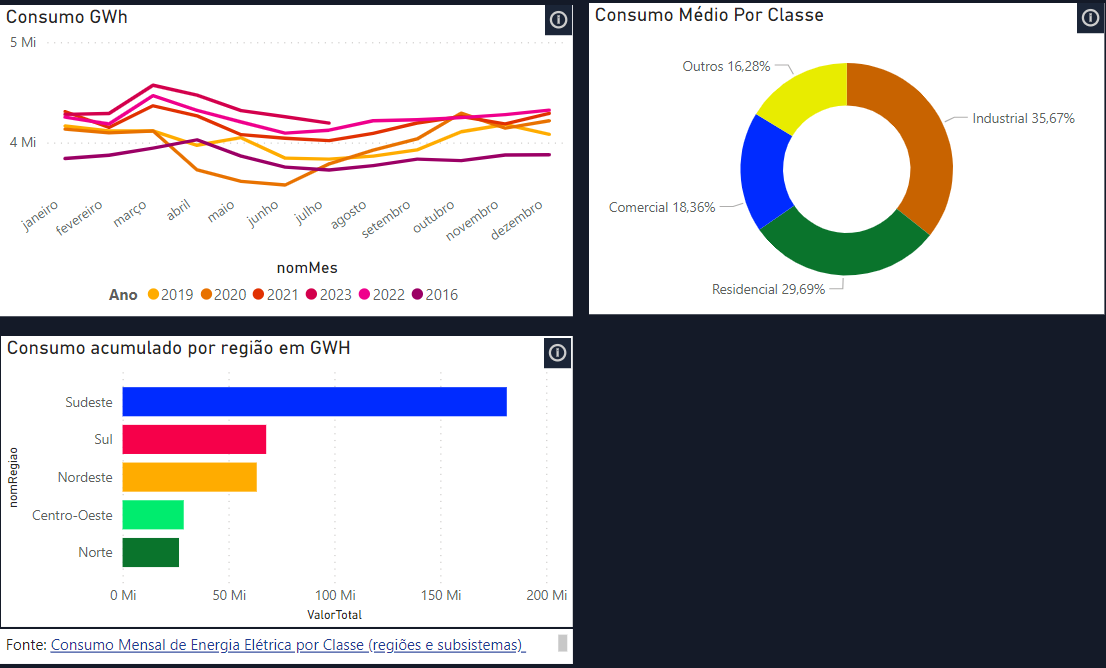 Consumo GWh
5 Mi
4 Mi
janeiro
fevereiro
março
abril
maio
junho
julho
agosto
setembro
outubro
novembro
dezembro
nomMes
Ano 2019 2020 2021 2023 2022 2016
Consumo Médio Por Classe
Outros 16,28%
Industrial 35,67%
Comercial 18,36%
Residencial 29,69%
Consumo acumulado por região em GWH
nomRegiao
Sudeste
Sul
Nordeste
Centro-Oeste
Norte
0 Mi 50 Mi 100 Mi 150 Mi 200 Mi
ValorTotal
Fonte: Consumo Mensal de Energia Elétrica por Classe (regiões e subsistemas)